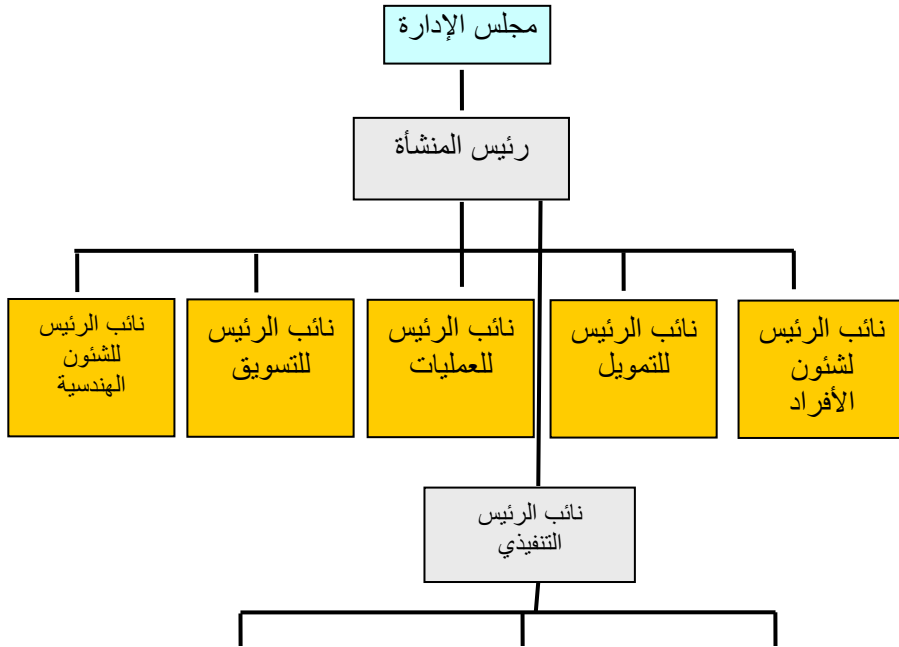 مجلس الإدارة
رئيس المنشأة
نائب الرئيس
لشئون
الأفراد
نائب الرئيس
للتمويل
نائب الرئيس
للعمليات
نائب الرئيس
للتسويق
نائب الرئيس
للشئون
الهندسية
نائب الرئيس
التنفيذي